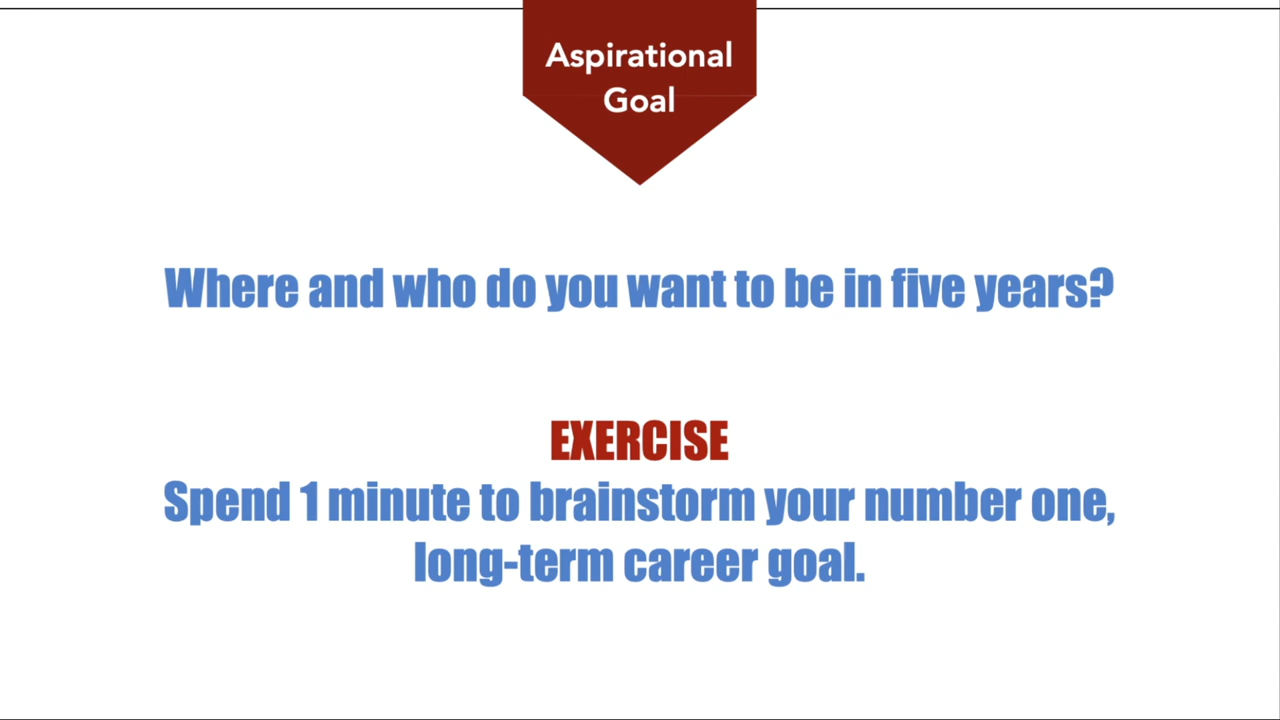 Aspirational
Goal
Where and who do you want to be in five years?
EXERCISE
Spend 1 minute to brainstorm your number one,
long-term career goal.